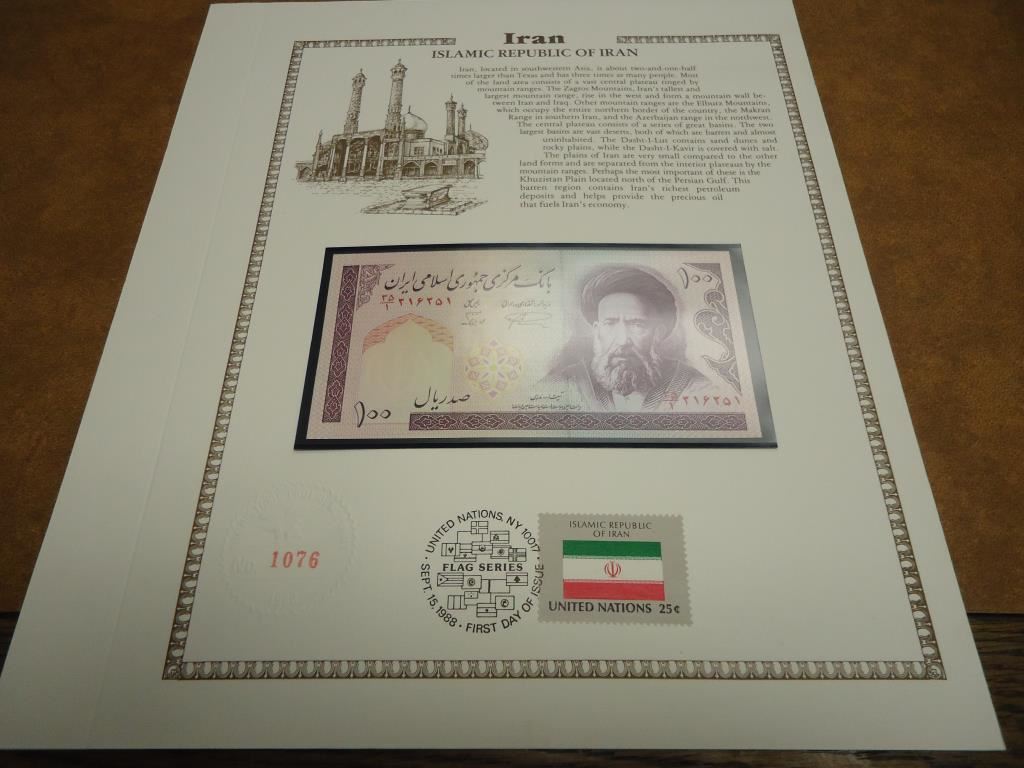 Iran
ISLAMIC REPUBLIC OF IRAN
Iran, located in southwestern Asia, is about two-and-one-half
times larger than Texas and has three times as many people. Most
of the land area consists of a vast central plateau ringed by
mountain ranges. The Zagros Mountains, Iran's tallest and
largest mountain range, rise in the west and form a mountain wall be-
tween Iran and Iraq. Other mountain ranges are the Elburz Mountains,
which occupy the entire northern border of the country, the Makran
Range in southern Iran, and the Azerbaijan range in the northwest.
The central plateau consists of a series of great basins. The two
largest basins are vast deserts, both of which are barren and almost
uninhabited. The Dasht-I-Lut contains sand dunes and
rocky plains, while the Dasht-I-Kavir is covered with salt.
The plains of Iran are very small compared to the other
land forms and are separated from the interior plateaus by the
mountain ranges. Perhaps the most important of these is the
Khuzistan Plain located north of the Persian Gulf. This
barren region contains Iran's richest petroleum
deposits and helps provide the precious oil
that fuels Iran's economy.
بانک مرکزی جمهوری اسلامی ایران
۱۰۰
۳۵/۱ ۲۱۶۲۵۱
صد ریال
۱۰۰
۲۱۶۲۵۱
No. 1076
UNITED NATIONS, NY 10017
FLAG SERIES
SEPT. 15, 1988 · FIRST DAY OF ISSUE
ISLAMIC REPUBLIC
OF IRAN
UNITED NATIONS 25¢